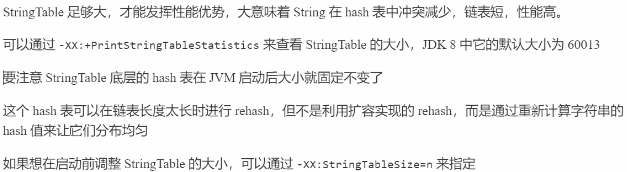 StringTable 足够大，才能发挥性能优势，大意味着 String 在 hash 表中冲突减少，链表短，性能高。
可以通过 -XX:+PrintStringTableStatistics 来查看 StringTable 的大小，JDK 8 中它的默认大小为 60013
要注意 StringTable 底层的 hash 表在 JVM 启动后大小就固定不变了
这个 hash 表可以在链表长度太长时进行 rehash，但不是利用扩容实现的 rehash，而是通过重新计算字符串的
hash 值来让它们分布均匀
如果想在启动前调整 StringTable 的大小，可以通过 -XX:StringTableSize=n 来指定